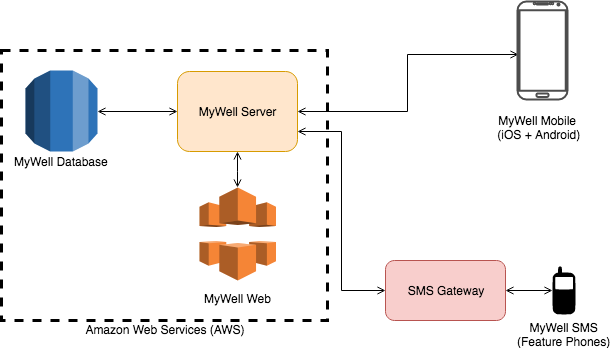 MyWell Server
MyWell Database
MyWell Mobile
(iOS + Android)
MyWell Web
SMS Gateway
Amazon Web Services (AWS)
MyWell SMS
(Feature Phones)